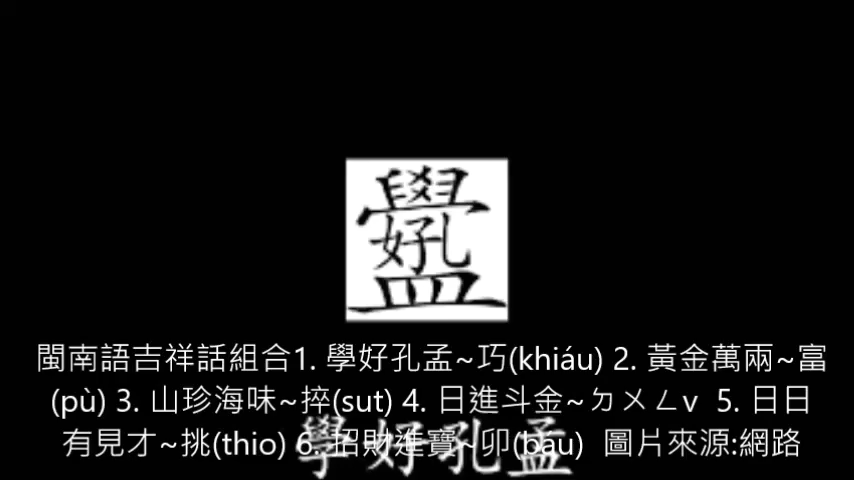 閩南語吉祥話組合1. 學好孔孟~巧(khiáu) 2. 黃金萬兩~富
(pù) 3. 山珍海味~捽(sut) 4. 日進斗金~ㄉㄨㄥv 5. 日日
有見才~挑(thio) 6. 招財進寶~卯(báu) 圖片來源:網路
學好孔孟